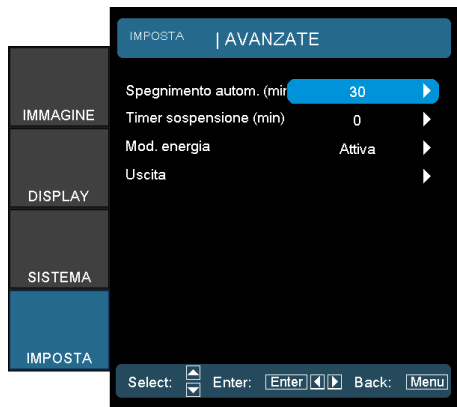 IMPOSTA | AVANZATE
IMMAGINE
DISPLAY
SISTEMA
IMPOSTA
Spegnimento autom. (min 30
Timer sospensione (min) 0
Mod. energia Attiva
Uscita
Select: Enter: Enter Back: Menu